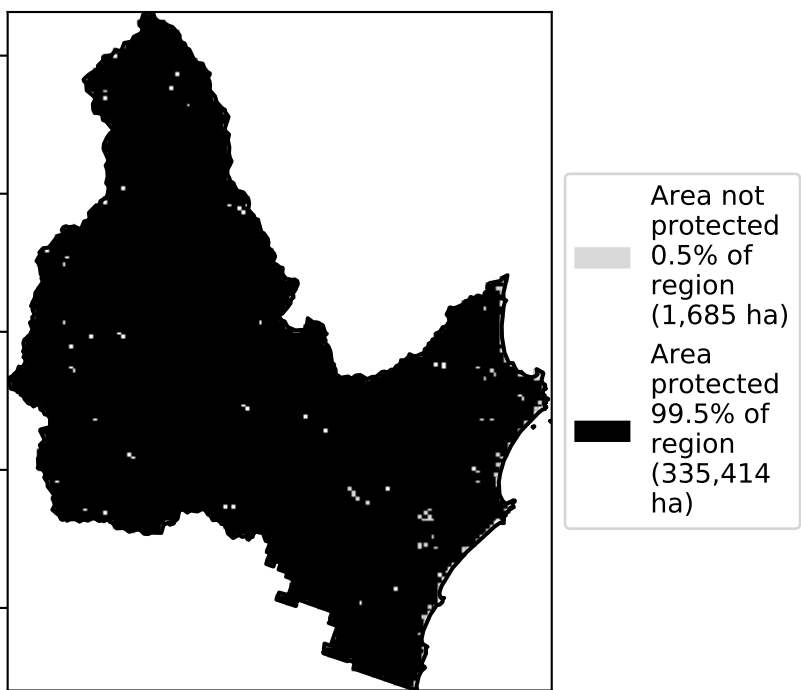 Area not
protected
0.5% of
region
(1,685 ha)
Area
protected
99.5% of
region
(335,414
ha)